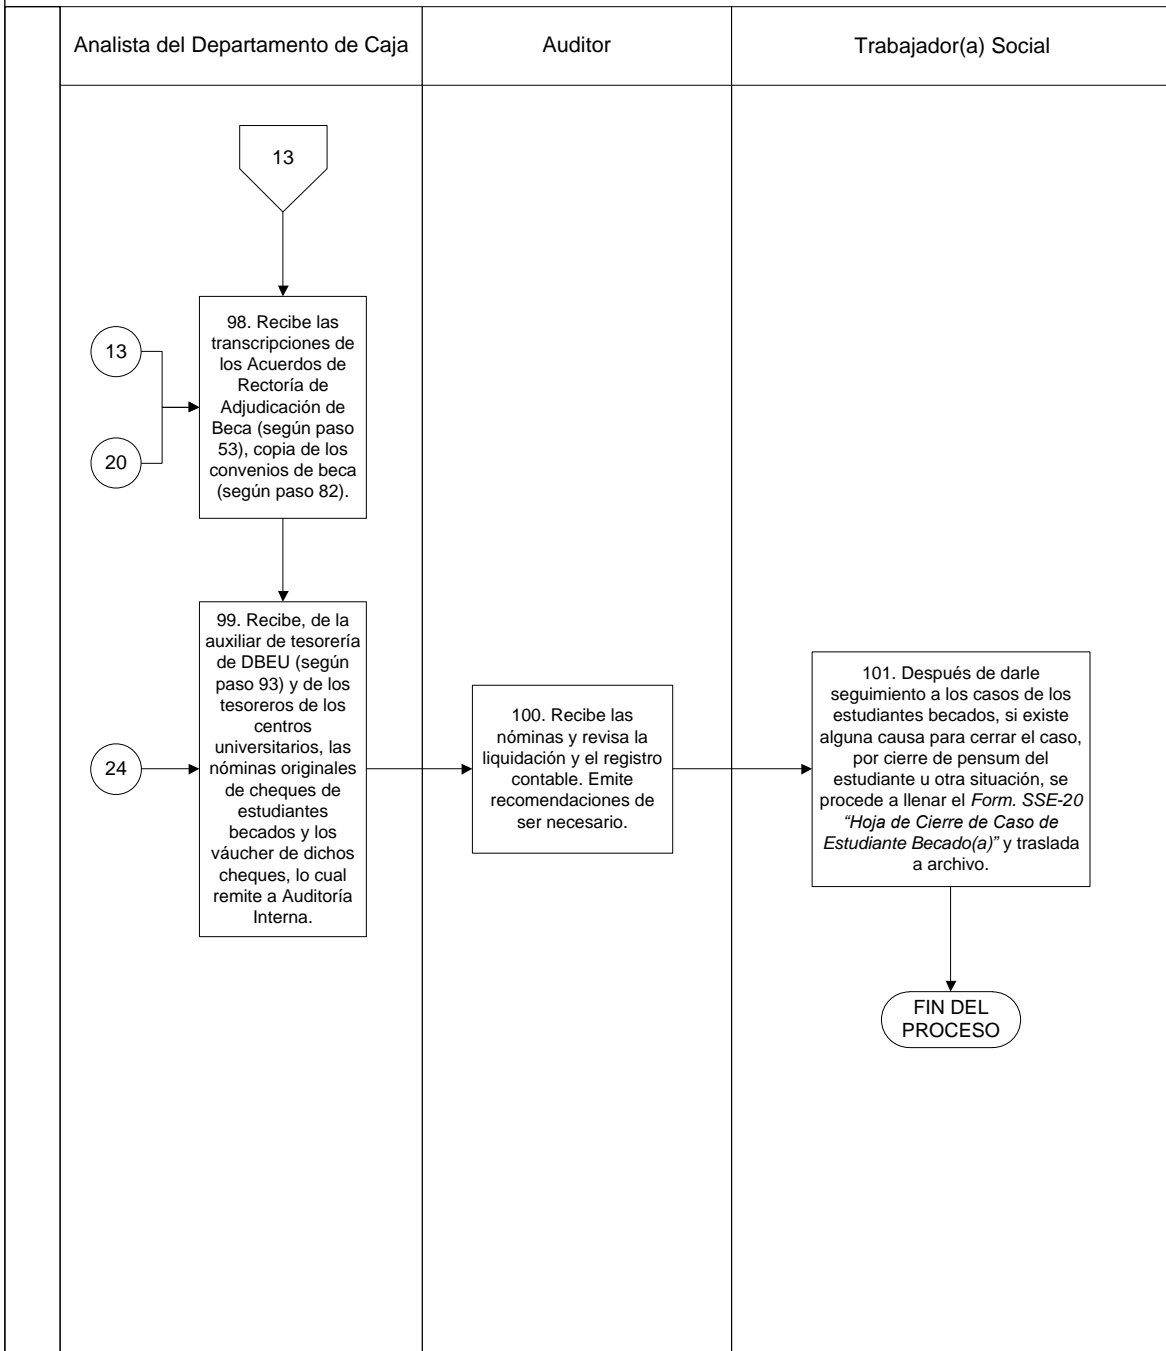 Analista del Departamento de Caja
Auditor
Trabajador(a) Social
13
98. Recibe las
transcripciones de
los Acuerdos de
Rectoría de
Adjudicación de
Beca (según paso
53), copia de los
convenios de beca
(según paso 82).
13
20
99. Recibe, de la
auxiliar de tesorería
de DBEU (según
paso 93) y de los
tesoreros de los
centros
universitarios, las
nóminas originales
de cheques de
estudiantes
becados y los
váucher de dichos
cheques, lo cual
remite a Auditoría
Interna.
24
100. Recibe las
nóminas y revisa la
liquidación y el registro
contable. Emite
recomendaciones de
ser necesario.
101. Después de darle
seguimiento a los casos de los
estudiantes becados, si existe
alguna causa para cerrar el caso,
por cierre de pensum del
estudiante u otra situación, se
procede a llenar el Form. SSE-20
“Hoja de Cierre de Caso de
Estudiante Becado(a)” y traslada
a archivo.
FIN DEL
PROCESO